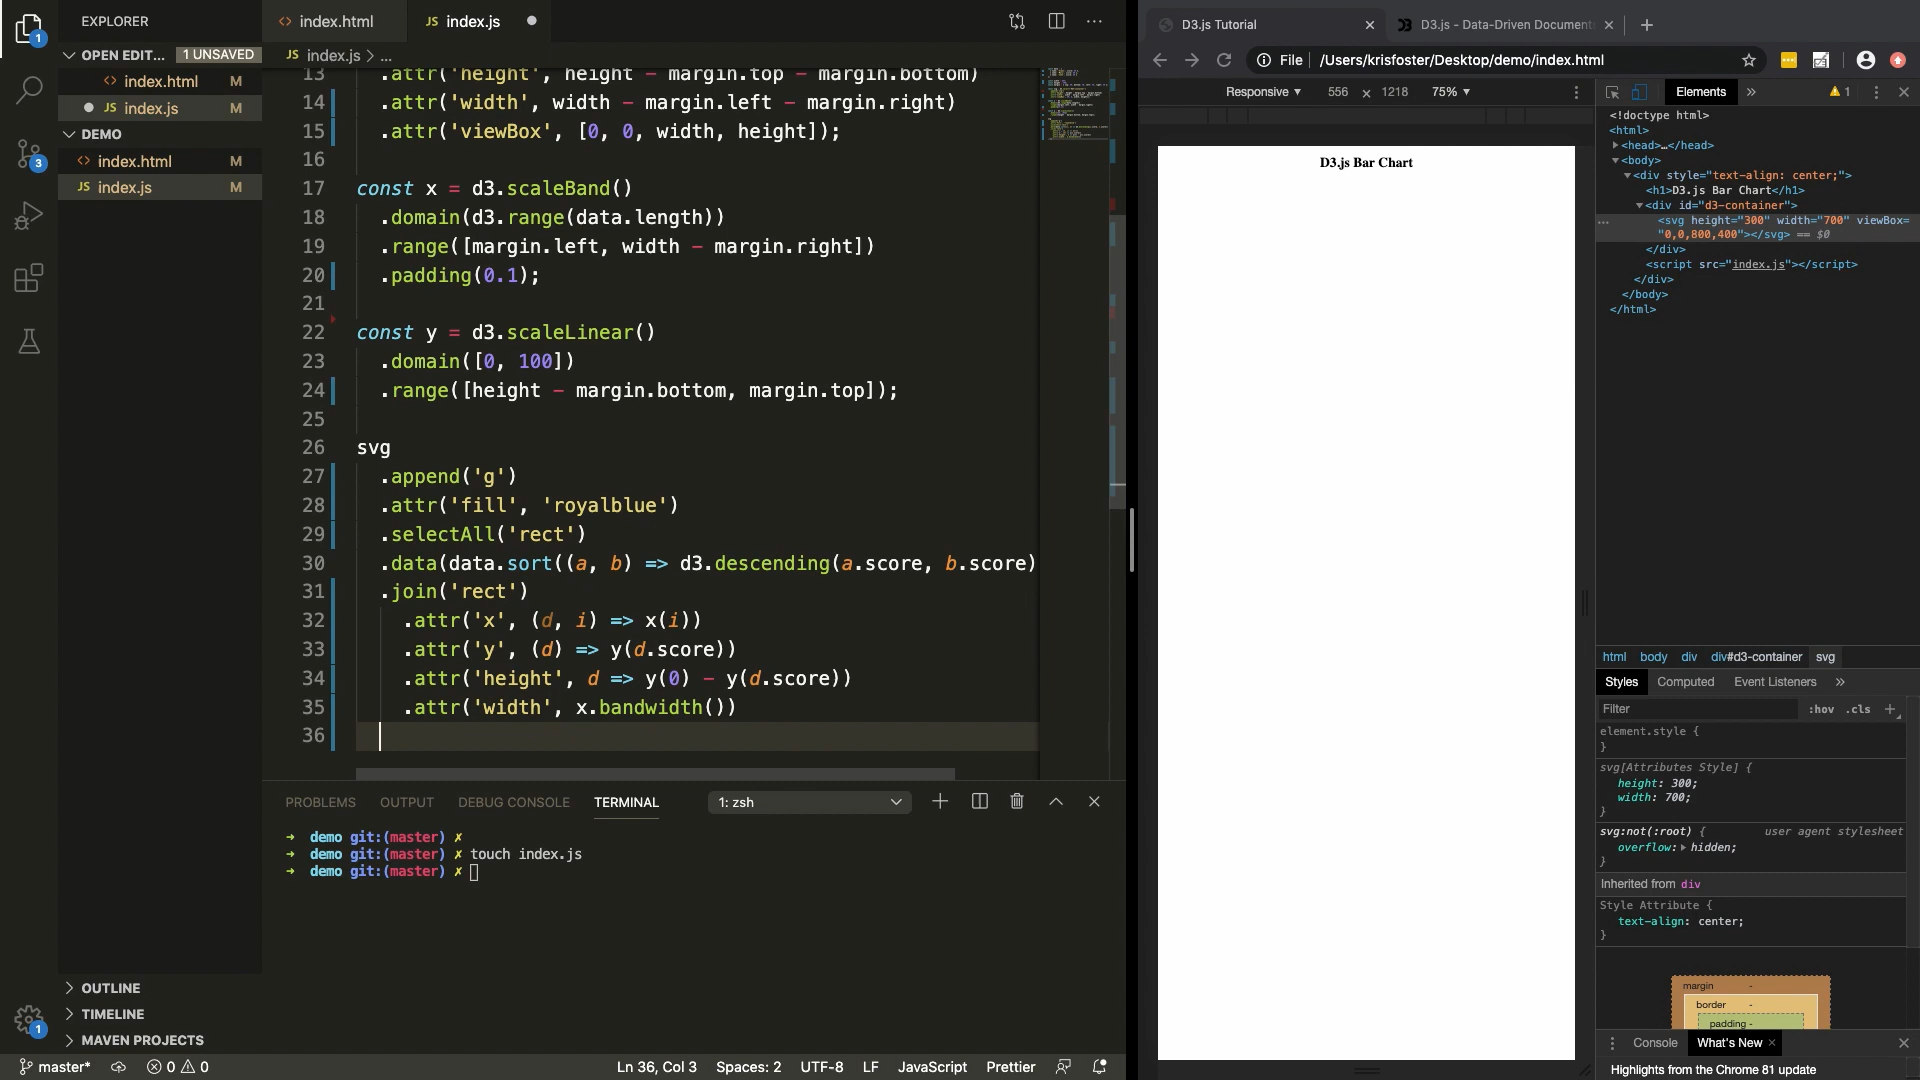 EXPLORER
OPEN EDIT... 1 UNSAVED
index.html M
index.js M
DEMO
index.html M
index.js M
OUTLINE
TIMELINE
MAVEN PROJECTS
1
3
1
index.html
JS index.js
JS index.js > ...
13 .attr('height', height - margin.top - margin.bottom)
14 .attr('width', width - margin.left - margin.right)
15 .attr('viewBox', [0, 0, width, height]);
16
17 const x = d3.scaleBand()
18 .domain(d3.range(data.length))
19 .range([margin.left, width - margin.right])
20 .padding(0.1);
21
22 const y = d3.scaleLinear()
23 .domain([0, 100])
24 .range([height - margin.bottom, margin.top]);
25
26 svg
27 .append('g')
28 .attr('fill', 'royalblue')
29 .selectAll('rect')
30 .data(data.sort((a, b) => d3.descending(a.score, b.score)
31 .join('rect')
32 .attr('x', (d, i) => x(i))
33 .attr('y', (d) => y(d.score))
34 .attr('height', d => y(0) - y(d.score))
35 .attr('width', x.bandwidth())
36
PROBLEMS OUTPUT DEBUG CONSOLE TERMINAL 1: zsh
➜ demo git:(master) ✗
➜ demo git:(master) ✗ touch index.js
➜ demo git:(master) ✗
master* 0 0 Ln 36, Col 3 Spaces: 2 UTF-8 LF JavaScript Prettier
D3.js Tutorial
D3.js - Data-Driven Document
File /Users/krisfoster/Desktop/demo/index.html
Responsive 556 × 1218 75%
D3.js Bar Chart
Elements 1
<!doctype html>
<html>
<head>…</head>
<body>
<div style="text-align: center;">
<h1>D3.js Bar Chart</h1>
<div id="d3-container">
<svg height="300" width="700" viewBox=
"0,0,800,400"></svg> == $0
</div>
<script src="index.js"></script>
</div>
</body>
</html>
html body div div#d3-container svg
Styles Computed Event Listeners
Filter :hov .cls
element.style {
}
svg[Attributes Style] {
height: 300;
width: 700;
}
svg:not(:root) { user agent stylesheet
overflow: hidden;
}
Inherited from div
Style Attribute {
text-align: center;
}
margin -
border -
padding -
Console What's New
Highlights from the Chrome 81 update